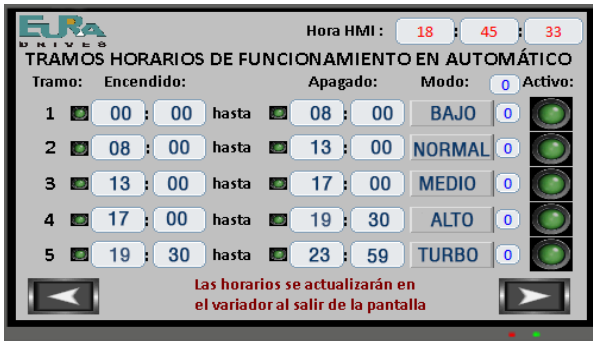 EURA
DRIVES
Hora HMI : 18 : 45 : 33
TRAMOS HORARIOS DE FUNCIONAMIENTO EN AUTOMÁTICO
Tramo: Encendido: Apagado: Modo: 0 Activo:
1 00 : 00 hasta 08 : 00 BAJO 0
2 08 : 00 hasta 13 : 00 NORMAL 0
3 13 : 00 hasta 17 : 00 MEDIO 0
4 17 : 00 hasta 19 : 30 ALTO 0
5 19 : 30 hasta 23 : 59 TURBO 0
Las horarios se actualizarán en
el variador al salir de la pantalla